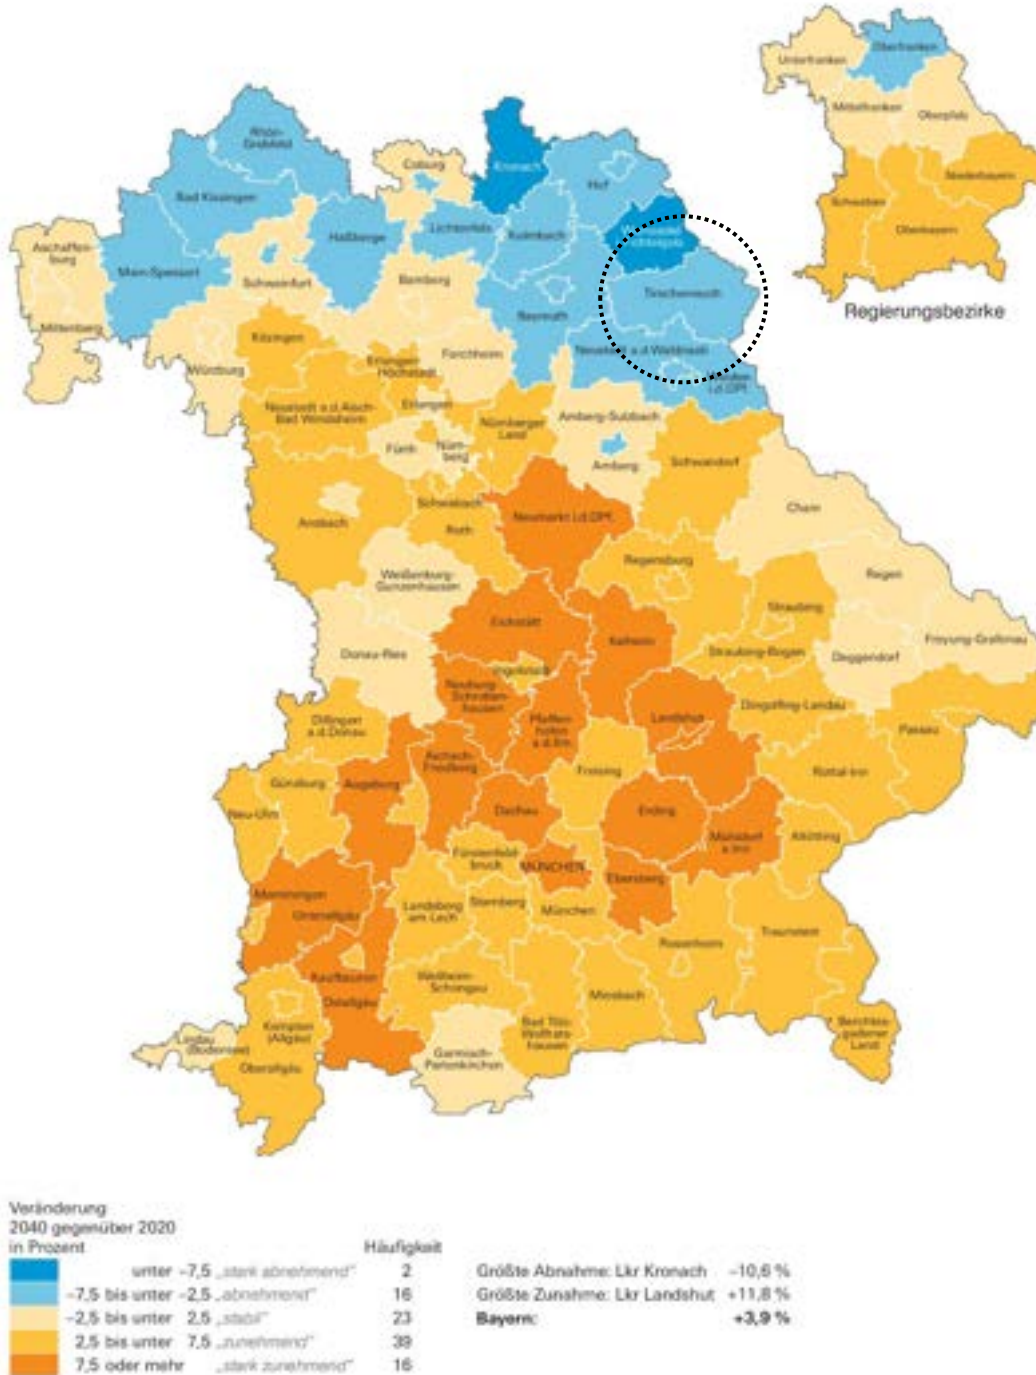 Unterfranken
Oberfranken
Mittelfranken
Oberpfalz
Niederbayern
Schwaben
Oberbayern
Regierungsbezirke
Rhön-
Grabfeld
Bad Kissingen
Coburg
Kronach
Hof
Lichtenfels
Kulmbach
Haßberge
Aschaffen-
burg
Main-Spessart
Schweinfurt
Bamberg
Tirschenreuth
Bayreuth
Miltenberg
Würzburg
Kitzingen
Forchheim
Neustadt a.d.Waldnaab
Weiden
i.d.OPf.
Erlangen-
Höchstadt
Erlangen
Neustadt a.d.Aisch-
Bad Windsheim
Nürnberger
Land
Amberg-Sulzbach
Fürth
Nürn-
berg
Amberg
Schwandorf
Ansbach
Schwabach
Roth
Neumarkt i.d.OPf.
Cham
Weißenburg-
Gunzenhausen
Regensburg
Regen
Straubing
Eichstätt
Kelheim
Freyung-Grafenau
Donau-Ries
Ingolstadt
Straubing-Bogen
Deggendorf
Neuburg-
Schroben-
hausen
Dillingen
a.d.Donau
Pfaffen-
hofen
a.d.Ilm
Landshut
Dingolfing-Landau
Passau
Aichach-
Friedberg
Freising
Rottal-Inn
Günzburg
Augsburg
Neu-Ulm
Dachau
Erding
Mühldorf
a.Inn
Altötting
Fürstenfeld-
bruck
MÜNCHEN
Ebersberg
Memmingen
Unterallgäu
Landsberg
am Lech
Starnberg
München
Rosenheim
Traunstein
Kaufbeuren
Ostallgäu
Weilheim-
Schongau
Miesbach
Bad Tölz-
Wolfrats-
hausen
Berchtes-
gadener
Land
Lindau
(Bodensee)
Kempten
(Allgäu)
Oberallgäu
Garmisch-
Partenkirchen
Veränderung
2040 gegenüber 2020
in Prozent Häufigkeit
unter -7,5 „stark abnehmend“ 2
-7,5 bis unter -2,5 „abnehmend“ 16
-2,5 bis unter 2,5 „stabil“ 23
2,5 bis unter 7,5 „zunehmend“ 39
7,5 oder mehr „stark zunehmend“ 16
Größte Abnahme: Lkr Kronach -10,6 %
Größte Zunahme: Lkr Landshut +11,8 %
Bayern: +3,9 %